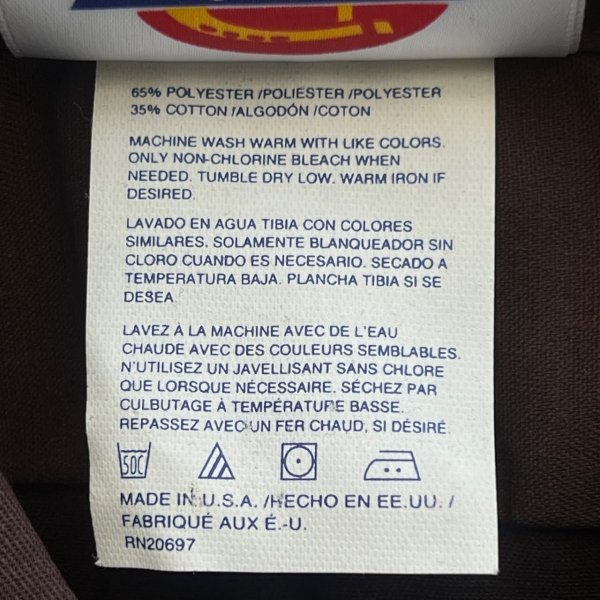 65% POLYESTER /POLIESTER /POLYESTER
35% COTTON /ALGODÓN /COTON
MACHINE WASH WARM WITH LIKE COLORS.
ONLY NON-CHLORINE BLEACH WHEN
NEEDED. TUMBLE DRY LOW. WARM IRON IF
DESIRED.
LAVADO EN AGUA TIBIA CON COLORES
SIMILARES. SOLAMENTE BLANQUEADOR SIN
CLORO CUANDO ES NECESARIO. SECADO A
TEMPERATURA BAJA. PLANCHA TIBIA SI SE
DESEA.
LAVEZ À LA MACHINE AVEC DE L'EAU
CHAUDE AVEC DES COULEURS SEMBLABLES.
N'UTILISEZ UN JAVELLISANT SANS CHLORE
QUE LORSQUE NÉCESSAIRE. SÉCHEZ PAR
CULBUTAGE À TEMPÉRATURE BASSE.
REPASSEZ AVEC UN FER CHAUD, SI DÉSIRÉ.
50C
MADE IN U.S.A. /HECHO EN EE.UU. /
FABRIQUÉ AUX É.-U.
RN20697